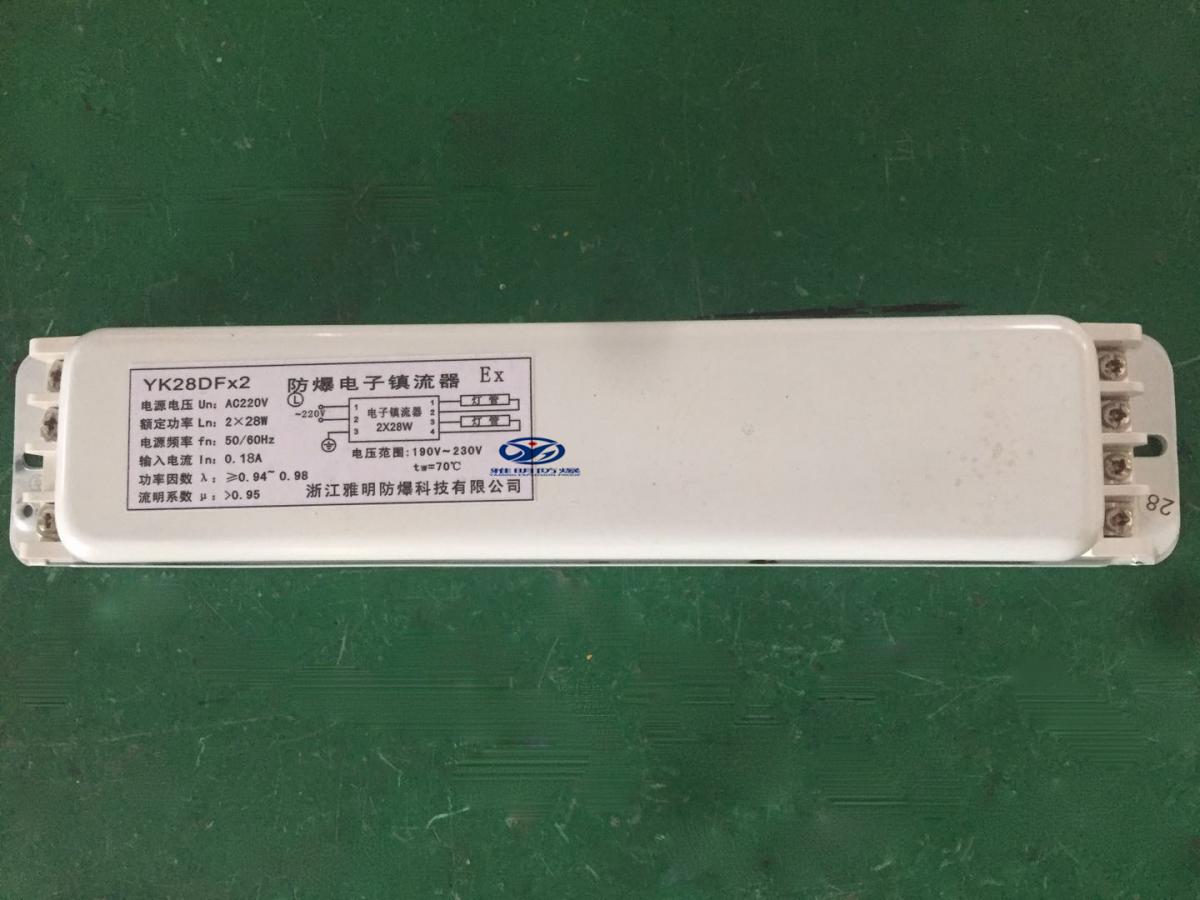 YK28DFx2 防爆电子镇流器 Ex
电源电压 Un: AC220V
额定功率 Ln: 2×28W
电源频率 fn: 50/60Hz
输入电流 In: 0.18A
功率因数 λ: ≥0.94~0.98
流明系数 μ: >0.95
L
~220V
1
2
3
电子镇流器
2X28W
1
2
3
4
灯管
灯管
电压范围:190V~230V
tw=70℃
浙江雅明防爆科技有限公司
雅明防爆
28